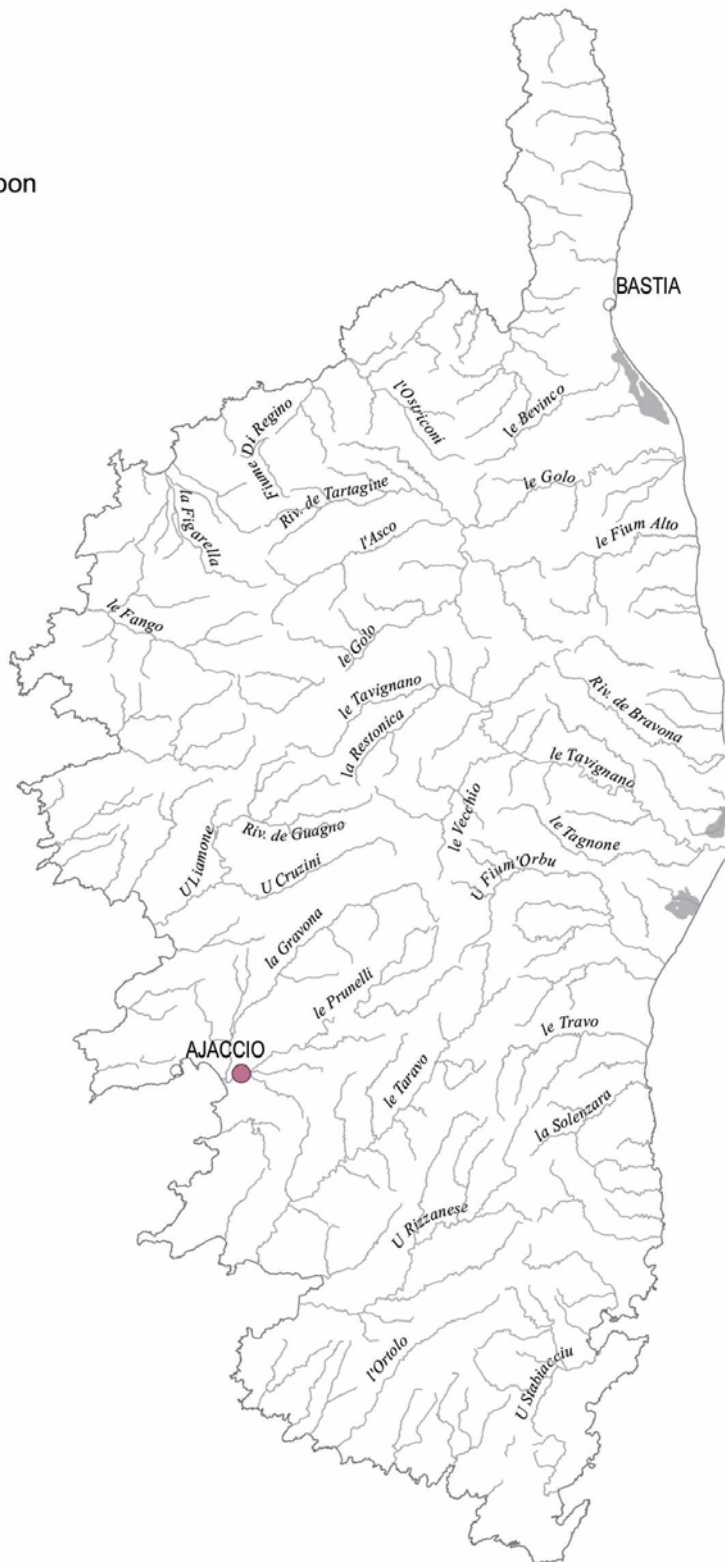 oon
BASTIA
l'Ostriconi
le Bevinco
Fiume Di Regino
le Golo
Riv. de Tartagine
la Figarella
l'Asco
le Fium Alto
le Fango
le Golo
Riv. de Bravona
le Tavignano
la Restonica
le Tavignano
le Vecchio
le Tagnone
Riv. de Guagno
U Liamone
U Cruzini
U Fium'Orbu
la Gravona
le Prunelli
le Travo
AJACCIO
le Taravo
la Solenzara
U Rizzanese
l'Ortolo
U Stabiacciu